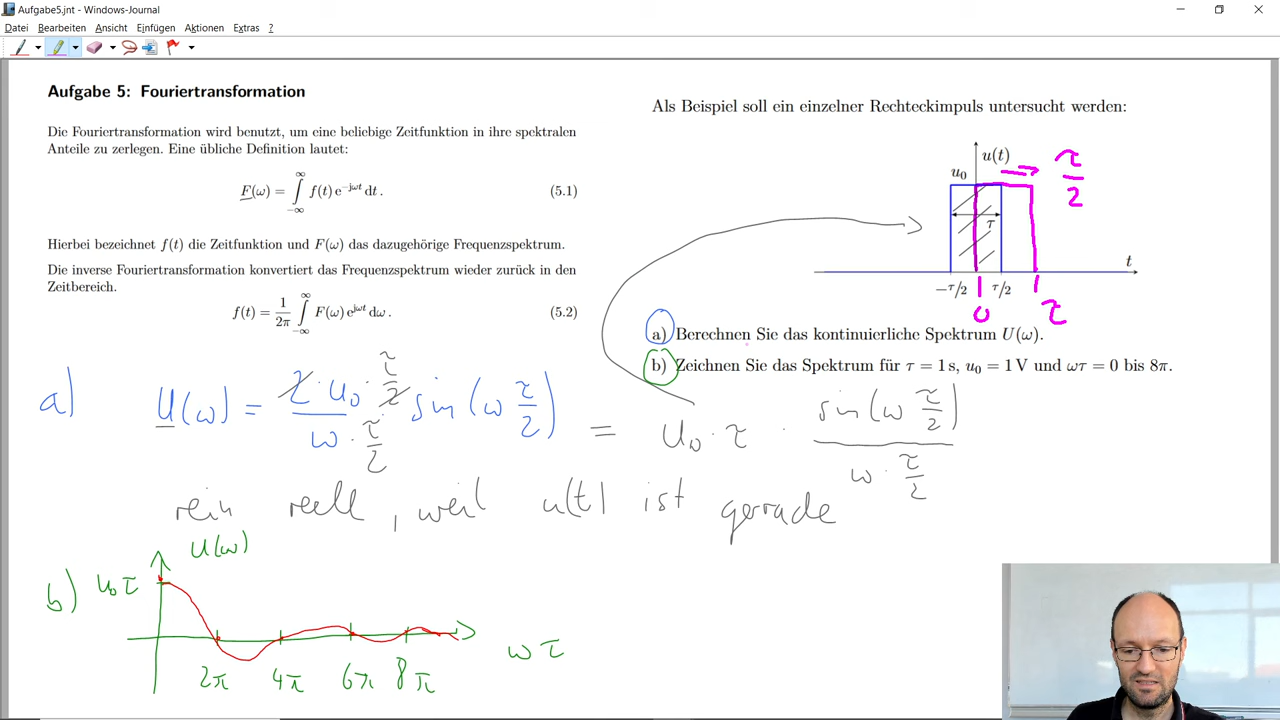 Aufgabe5.jnt - Windows-Journal
Datei Bearbeiten Ansicht Einfügen Aktionen Extras ?
Aufgabe 5: Fouriertransformation
Die Fouriertransformation wird benutzt, um eine beliebige Zeitfunktion in ihre spektralen
Anteile zu zerlegen. Eine übliche Definition lautet:
F(ω) = ∫_{-∞}^{∞} f(t) e^{-jωt} dt . (5.1)
Hierbei bezeichnet f(t) die Zeitfunktion und F(ω) das dazugehörige Frequenzspektrum.
Die inverse Fouriertransformation konvertiert das Frequenzspektrum wieder zurück in den
Zeitbereich.
f(t) = 1/2π ∫_{-∞}^{∞} F(ω) e^{jωt} dω . (5.2)
Als Beispiel soll ein einzelner Rechteckimpuls untersucht werden:
u(t)
u₀
τ/2
τ
t
−τ/2 τ/2
0 τ
a) Berechnen Sie das kontinuierliche Spektrum U(ω).
b) Zeichnen Sie das Spektrum für τ = 1 s, u₀ = 1 V und ωτ = 0 bis 8π.
a) U(ω) = 2 · u₀ · τ/2 / ω · τ/2 sin(ω τ/2) = u₀ · τ · sin(ω τ/2) / ω · τ/2
rein reell, weil u(t) ist gerade
b) u₀τ U(ω)
2π 4π 6π 8π ωτ